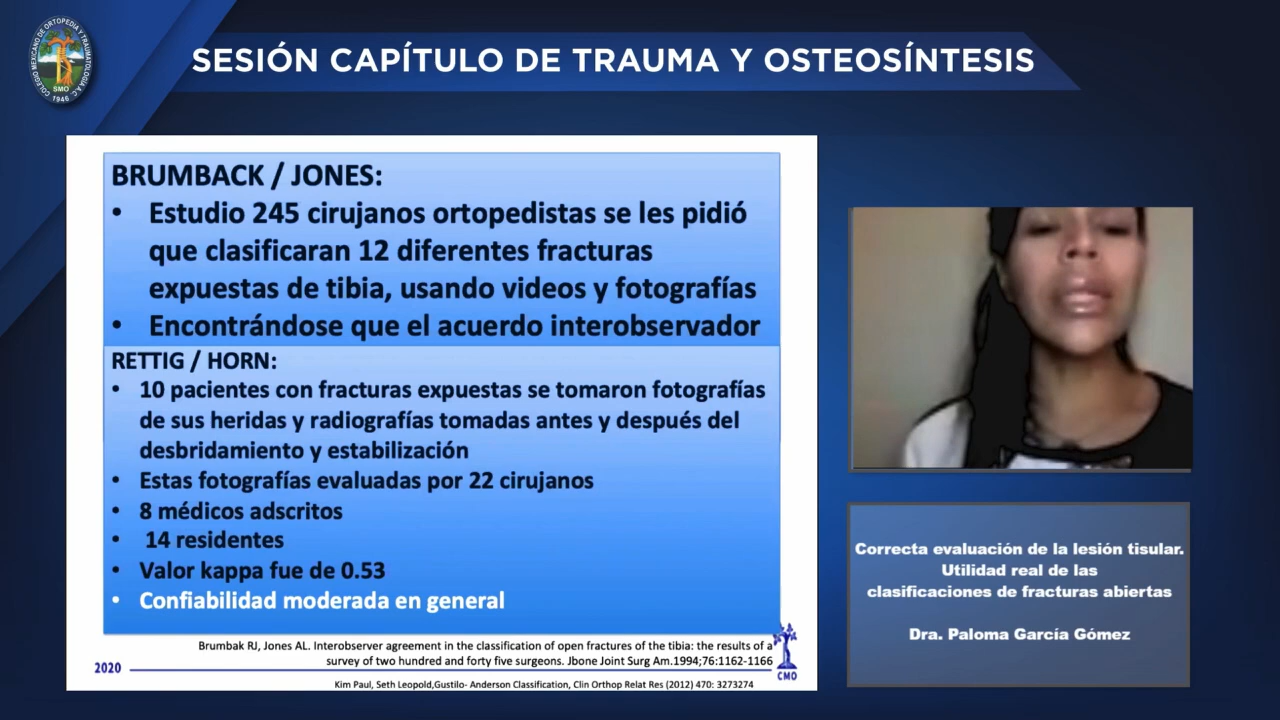 COLEGIO MEXICANO DE ORTOPEDIA Y TRAUMATOLOGÍA A.C.
SMO
1946
SESIÓN CAPÍTULO DE TRAUMA Y OSTEOSÍNTESIS
BRUMBACK / JONES:
• Estudio 245 cirujanos ortopedistas se les pidió
que clasificaran 12 diferentes fracturas
expuestas de tibia, usando videos y fotografías
• Encontrándose que el acuerdo interobservador
RETTIG / HORN:
• 10 pacientes con fracturas expuestas se tomaron fotografías
de sus heridas y radiografías tomadas antes y después del
desbridamiento y estabilización
• Estas fotografías evaluadas por 22 cirujanos
• 8 médicos adscritos
• 14 residentes
• Valor kappa fue de 0.53
• Confiabilidad moderada en general
Brumbak RJ, Jones AL. Interobserver agreement in the classification of open fractures of the tibia: the results of a
survey of two hundred and forty five surgeons. Jbone Joint Surg Am.1994;76:1162-1166
2020
CMO
Kim Paul, Seth Leopold,Gustilo- Anderson Classification, Clin Orthop Relat Res (2012) 470: 3273274
Correcta evaluación de la lesión tisular.
Utilidad real de las
clasificaciones de fracturas abiertas
Dra. Paloma García Gómez